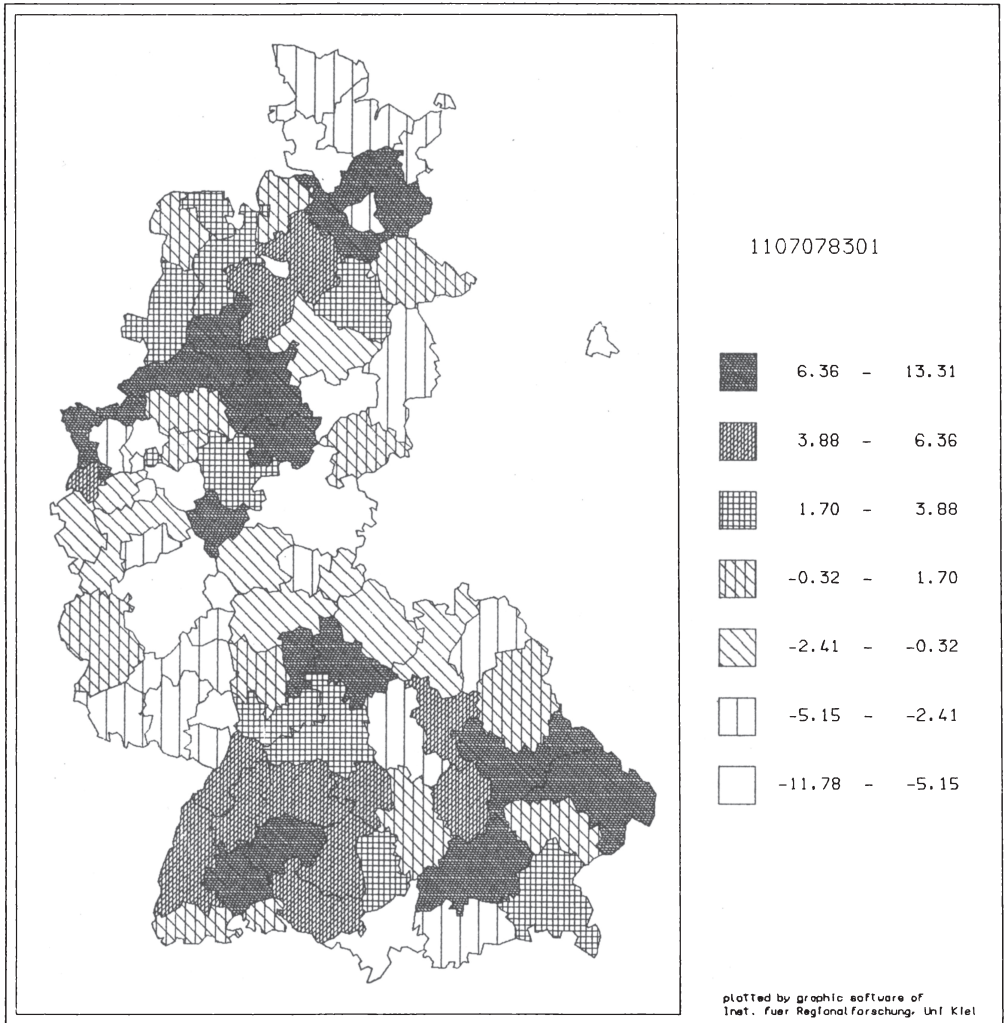 1107078301
6.36 - 13.31
3.88 - 6.36
1.70 - 3.88
-0.32 - 1.70
-2.41 - -0.32
-5.15 - -2.41
-11.78 - -5.15
plotted by graphic software of
Inst. fuer Regionalforschung, Uni Kiel